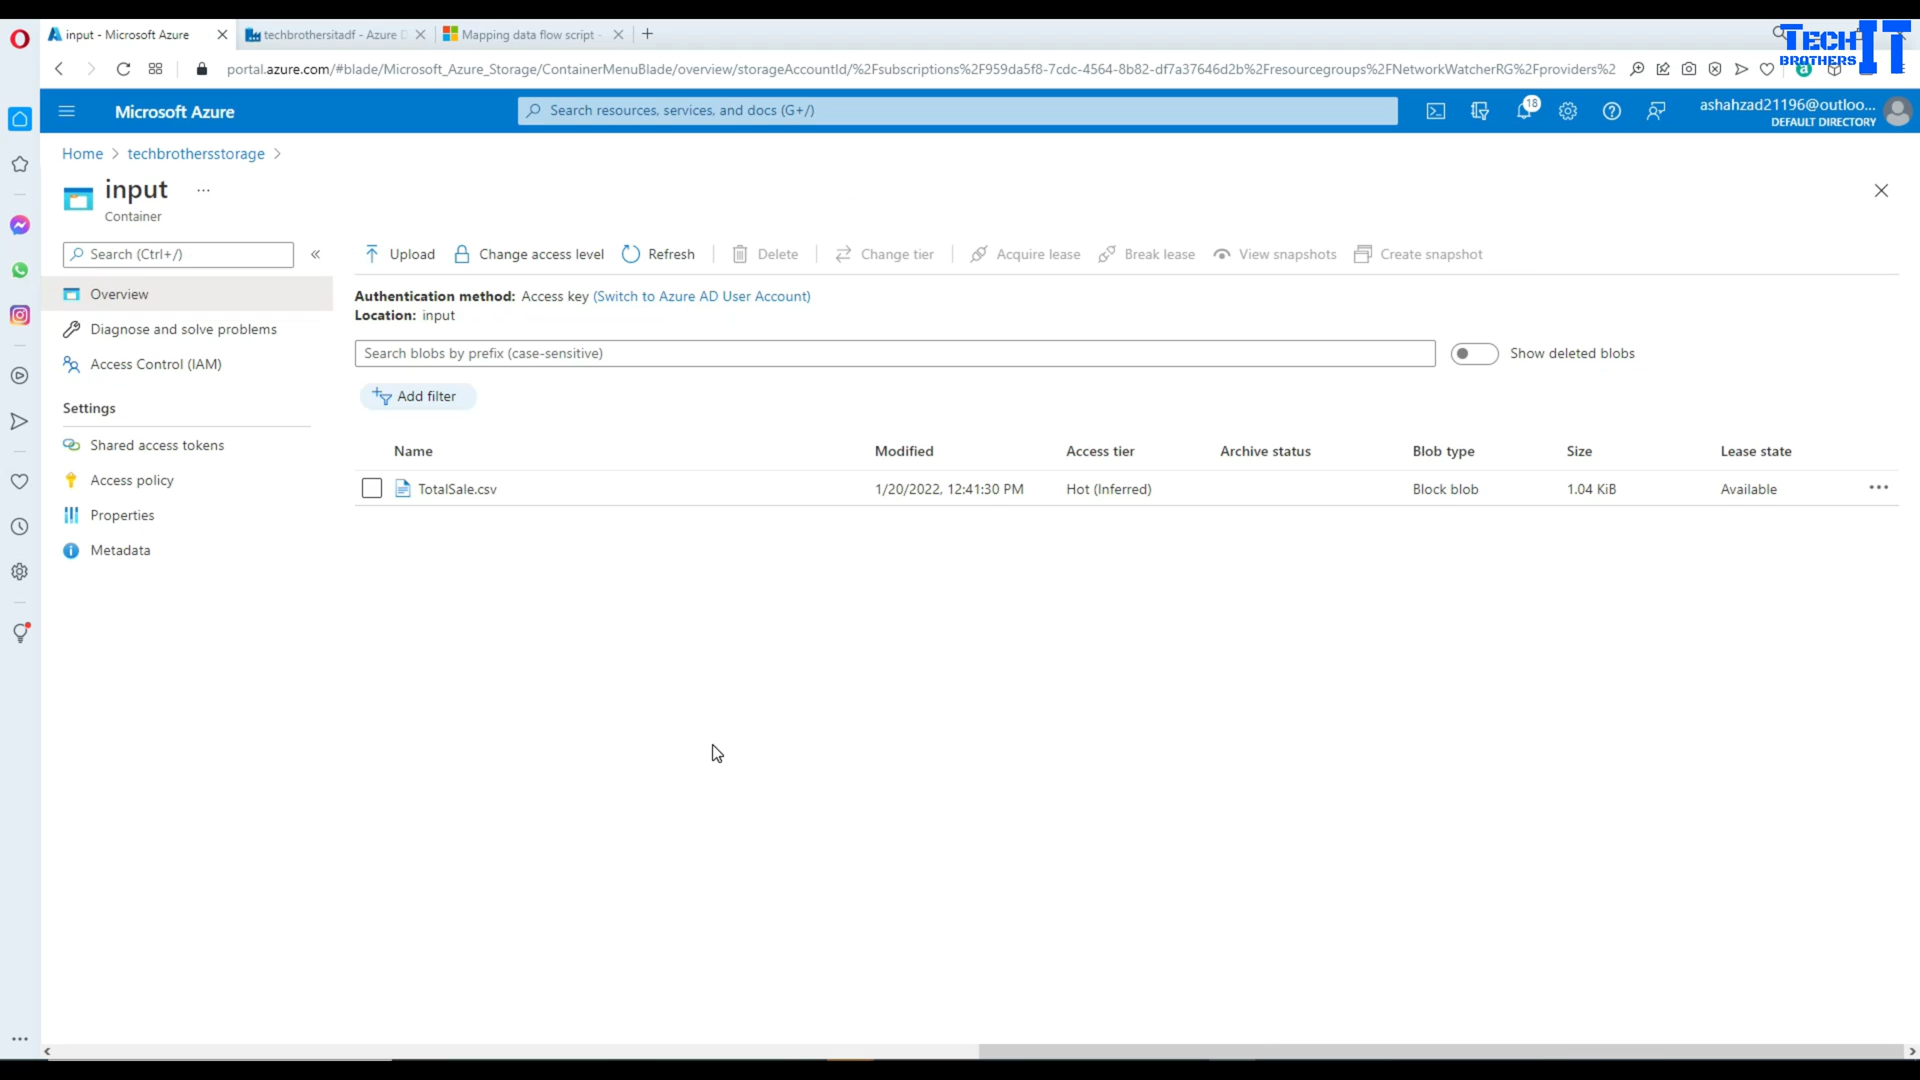 input - Microsoft Azure
techbrothersitadf - Azure D
Mapping data flow script -
TECH IT
BROTHERS
portal.azure.com/#blade/Microsoft_Azure_Storage/ContainerMenuBlade/overview/storageAccountId/%2Fsubscriptions%2F959da5f8-7cdc-4564-8b82-df7a37646d2b%2Fresourcegroups%2FNetworkWatcherRG%2Fproviders%2
Microsoft Azure
Search resources, services, and docs (G+/)
18
ashahzad21196@outloo...
DEFAULT DIRECTORY
Home > techbrothersstorage >
input ...
Container
Search (Ctrl+/)
«
Upload
Change access level
Refresh
Delete
Change tier
Acquire lease
Break lease
View snapshots
Create snapshot
Overview
Diagnose and solve problems
Access Control (IAM)
Settings
Shared access tokens
Access policy
Properties
Metadata
Authentication method: Access key (Switch to Azure AD User Account)
Location: input
Search blobs by prefix (case-sensitive)
Show deleted blobs
Add filter
Name Modified Access tier Archive status Blob type Size Lease state
TotalSale.csv 1/20/2022, 12:41:30 PM Hot (Inferred) Block blob 1.04 KiB Available ...